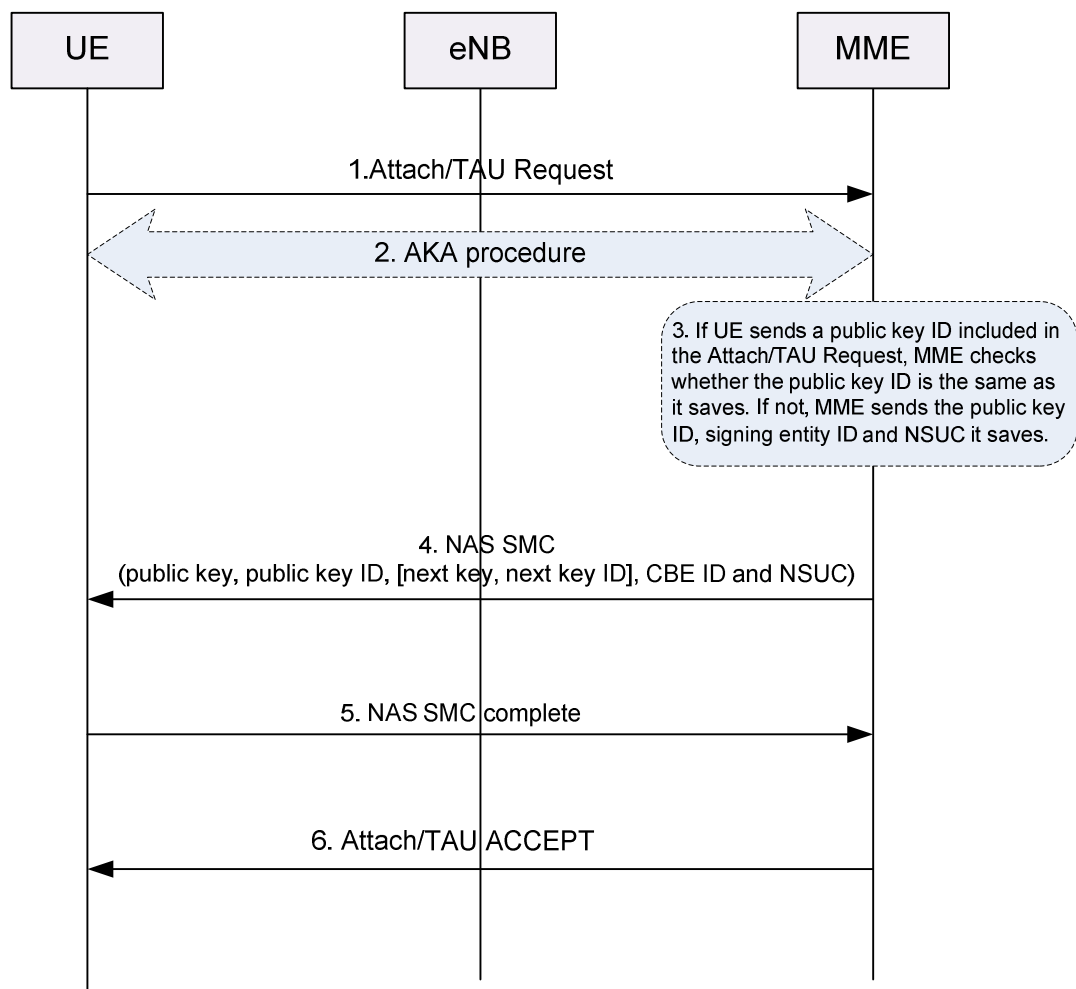 UE
eNB
MME
1.Attach/TAU Request
2. AKA procedure
3. If UE sends a public key ID included in
the Attach/TAU Request, MME checks
whether the public key ID is the same as
it saves. If not, MME sends the public key
ID, signing entity ID and NSUC it saves.
4. NAS SMC
(public key, public key ID, [next key, next key ID], CBE ID and NSUC)
5. NAS SMC complete
6. Attach/TAU ACCEPT